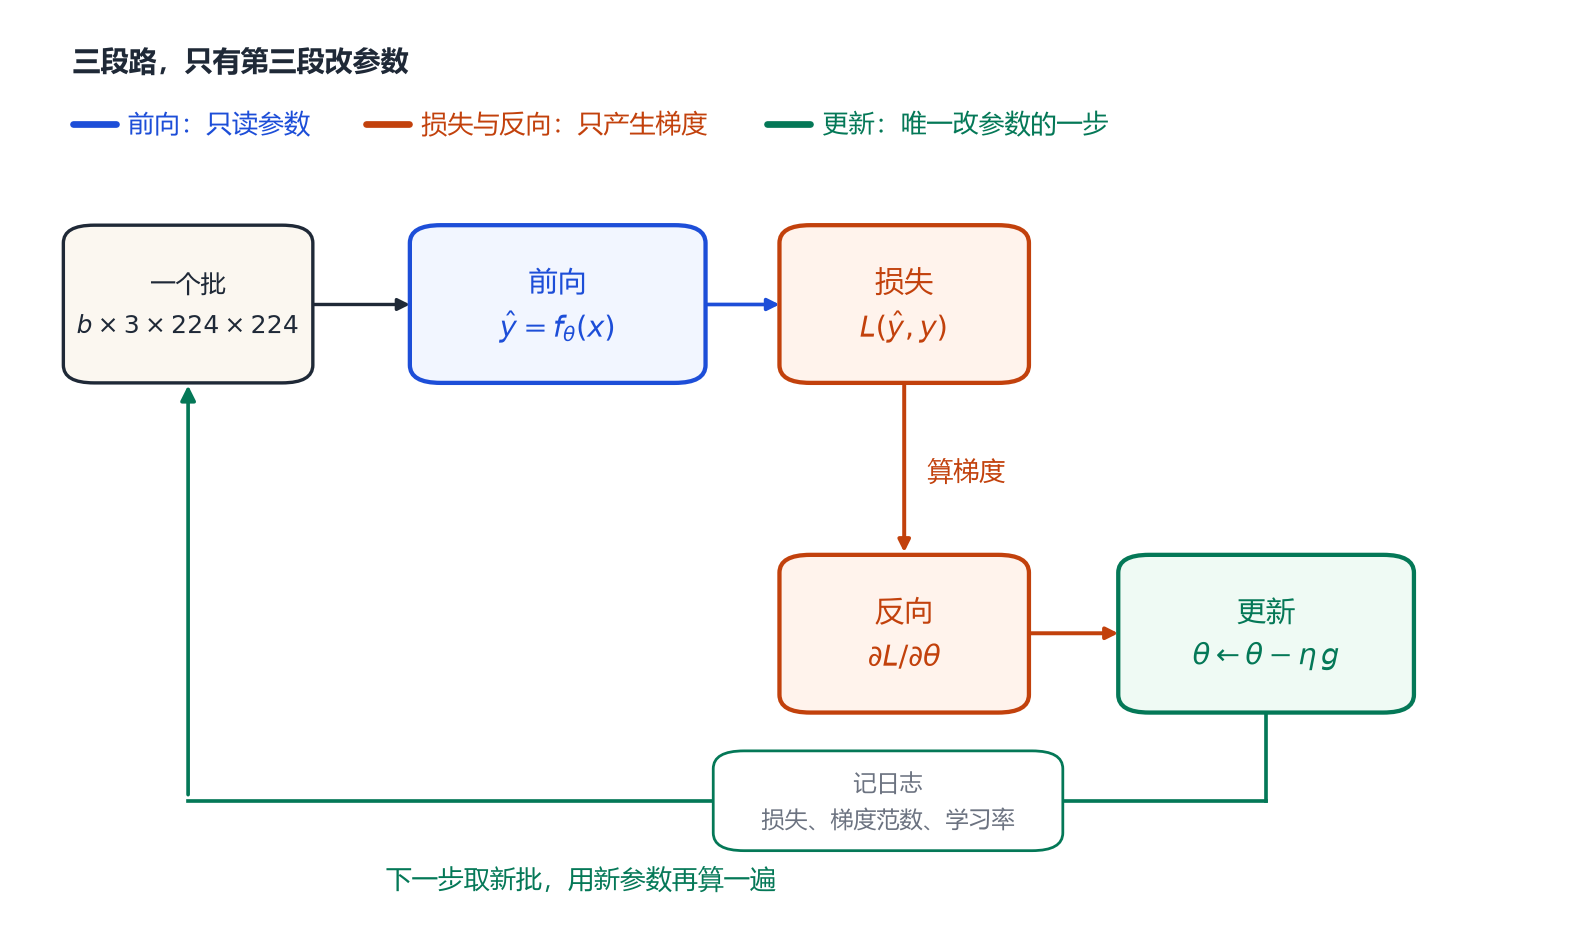 三段路，只有第三段改参数
前向：只读参数
损失与反向：只产生梯度
更新：唯一改参数的一步
一个批
b × 3 × 224 × 224
前向
ŷ = f_θ(x)
损失
L(ŷ, y)
算梯度
反向
∂L/∂θ
更新
θ ← θ − η g
记日志
损失、梯度范数、学习率
下一步取新批，用新参数再算一遍